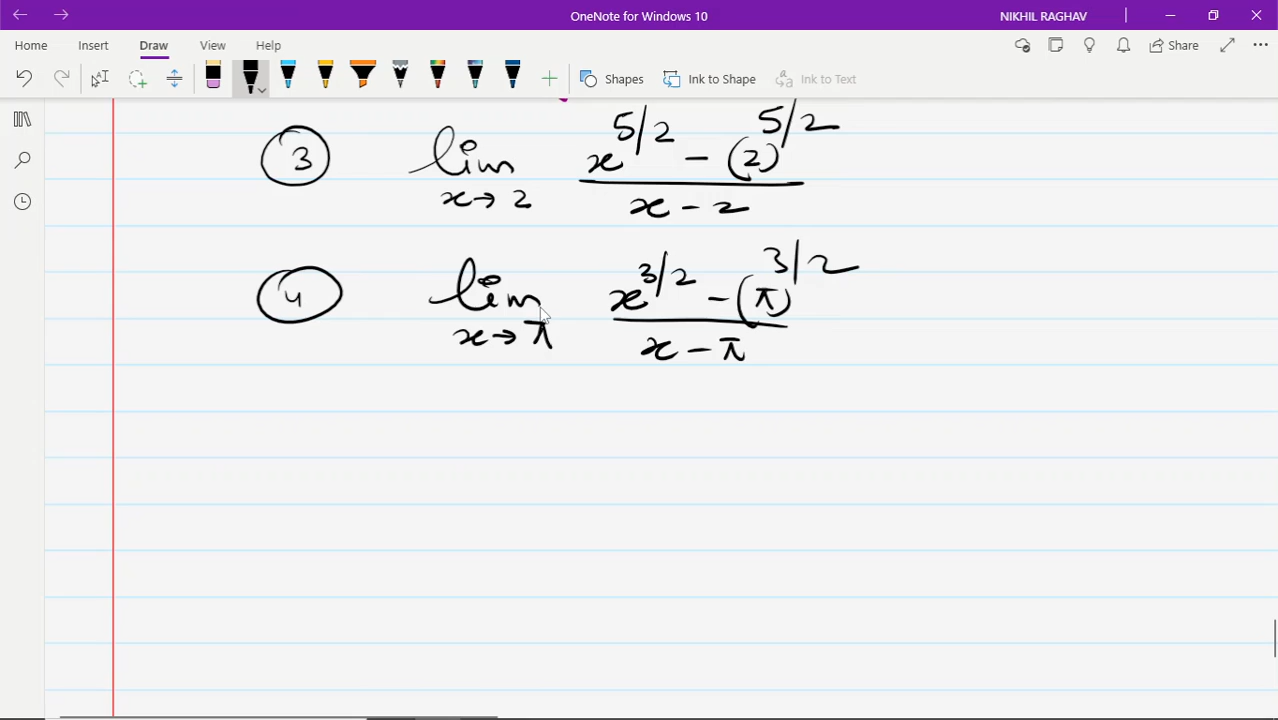 OneNote for Windows 10 NIKHIL RAGHAV
Home Insert Draw View Help Share
Shapes Ink to Shape Ink to Text
3 lim x→2 x^5/2 - (2)^5/2 / x - 2
4 lim x→π x^3/2 - (π)^3/2 / x - π